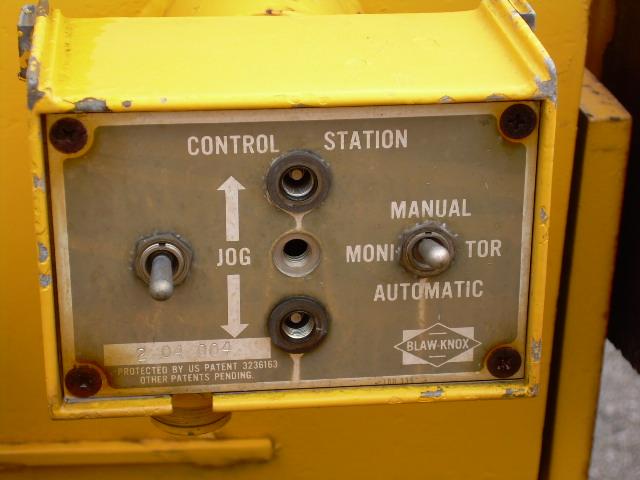 CONTROL STATION
MANUAL
JOG
MONI TOR
AUTOMATIC
BLAW-KNOX
2 04 004
PROTECTED BY US PATENT 3236163
OTHER PATENTS PENDING.